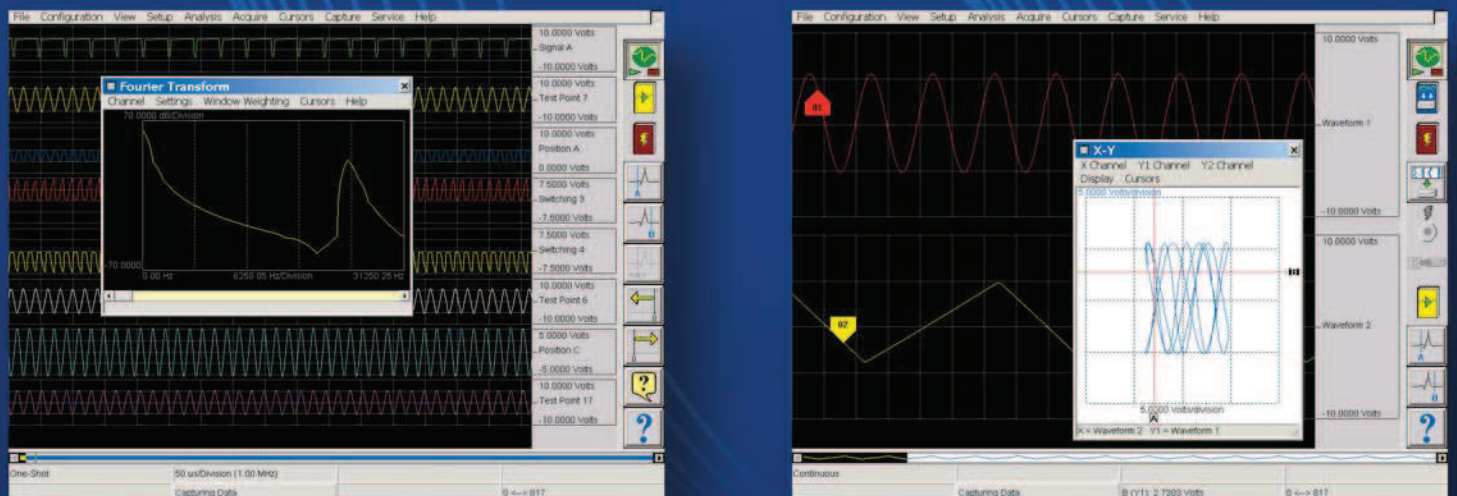 File Configuration View Setup Analysis Acquire Cursors Capture Service Help
10.0000 Volts
Signal A
-10.0000 Volts
10.0000 Volts
Test Point 7
-10.0000 Volts
10.0000 Volts
Position A
0.0000 Volts
7.5000 Volts
Switching 3
-7.5000 Volts
7.5000 Volts
Switching 4
-7.5000 Volts
10.0000 Volts
Test Point 6
-10.0000 Volts
5.0000 Volts
Position C
-5.0000 Volts
10.0000 Volts
Test Point 17
-10.0000 Volts
Fourier Transform
Channel Settings Window Weighting Cursors Help
70.0000 dB/Division
-70.0000
0.00 Hz 6250.05 Hz/Division 31250.25 Hz
A
B
One-Shot 50 us/Division (1.00 MHz)
Capturing Data 0 <--> 817
File Configuration View Setup Analysis Acquire Cursors Capture Service Help
10.0000 Volts
Waveform 1
-10.0000 Volts
10.0000 Volts
Waveform 2
-10.0000 Volts
01
02
X-Y
X Channel Y1 Channel Y2 Channel
Display Cursors
5.0000 Volts/division
B
5.0000 Volts/division
A
X = Waveform 2 Y1 = Waveform 1
A
B
Continuous
Capturing Data B (Y1): 2.7303 Volts 0 <--> 817